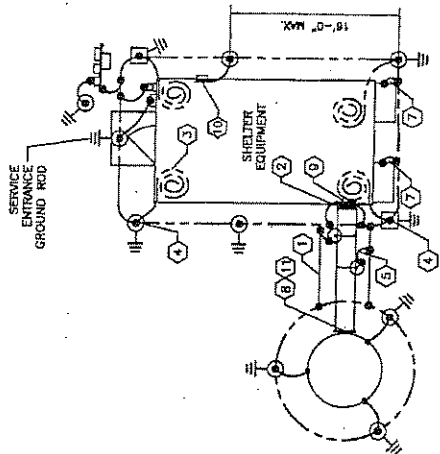 SERVICE
ENTRANCE
GROUND ROD
16'-0" MAX.
10
3
SHELTER
EQUIPMENT
7
2
9
4
1
8
11
5
4
7